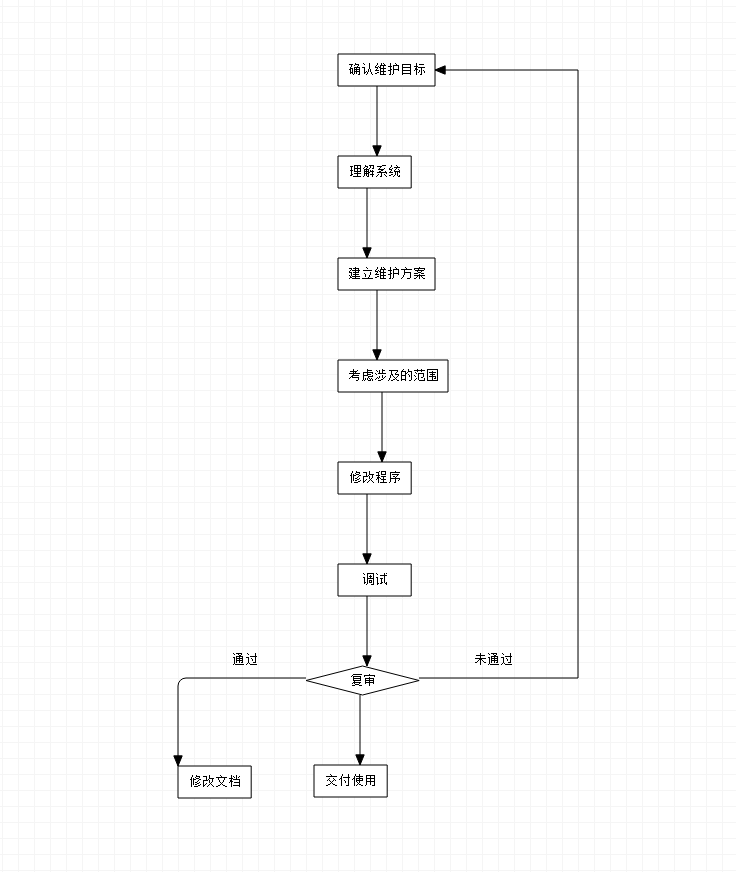 确认维护目标
理解系统
建立维护方案
考虑涉及的范围
修改程序
调试
通过
未通过
复审
修改文档
交付使用